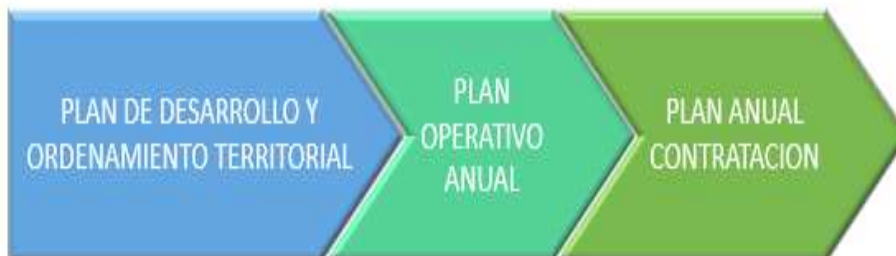 PLAN DE DESARROLLO Y
ORDENAMIENTO TERRITORIAL
PLAN
OPERATIVO
ANUAL
PLAN ANUAL
CONTRATACION